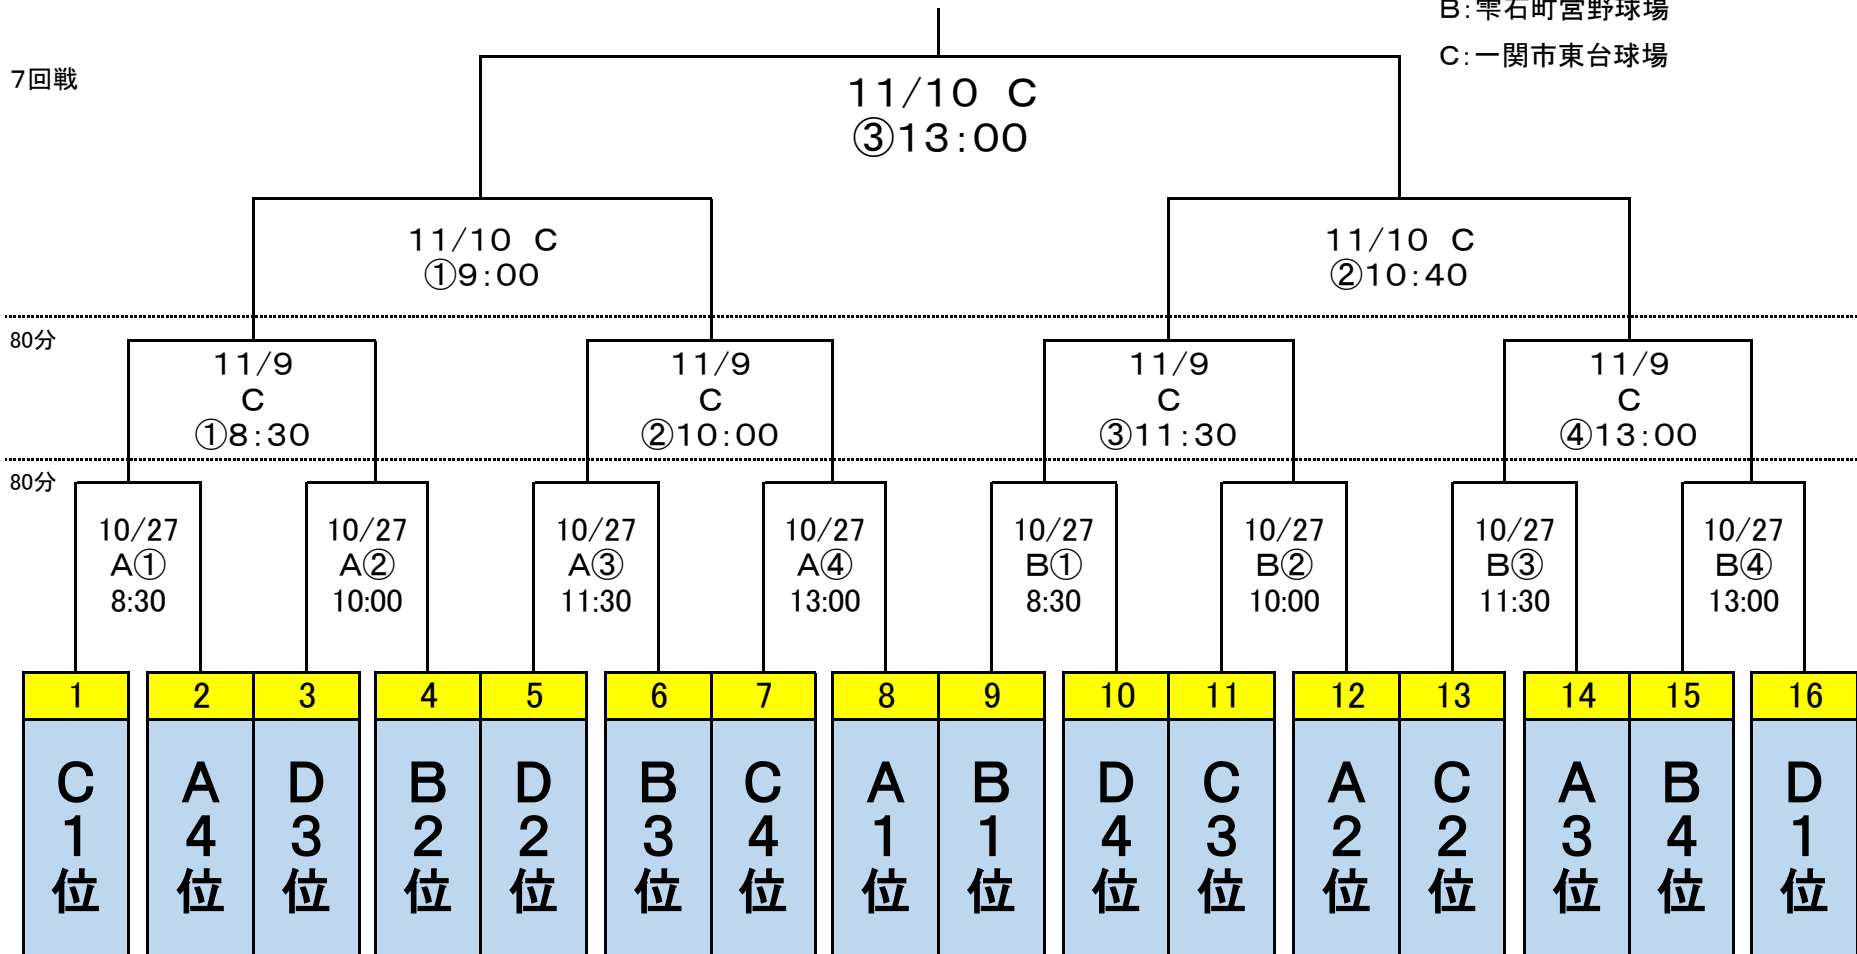 B：雫石町営野球場
C：一関市東台球場
7回戦
11/10 C
③13:00
11/10 C
①9:00
11/10 C
②10:40
80分
11/9
C
①8:30
11/9
C
②10:00
11/9
C
③11:30
11/9
C
④13:00
80分
10/27
A①
8:30
10/27
A②
10:00
10/27
A③
11:30
10/27
A④
13:00
10/27
B①
8:30
10/27
B②
10:00
10/27
B③
11:30
10/27
B④
13:00
1 2 3 4 5 6 7 8 9 10 11 12 13 14 15 16
C1位
A4位
D3位
B2位
D2位
B3位
C4位
A1位
B1位
D4位
C3位
A2位
C2位
A3位
B4位
D1位